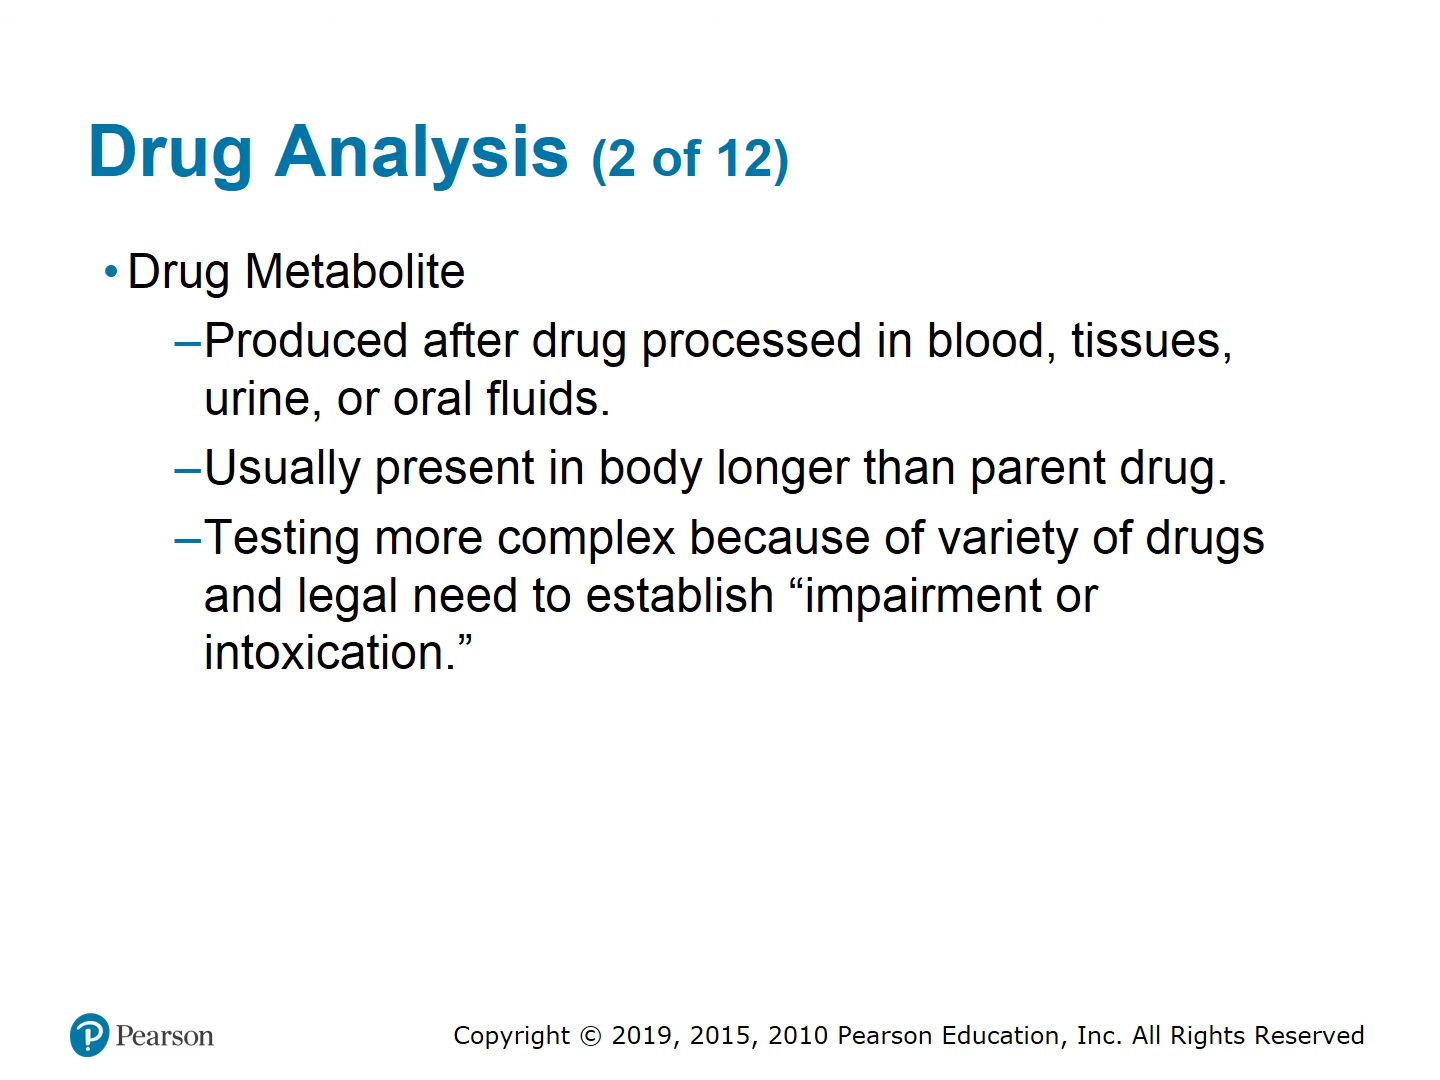 Drug Analysis (2 of 12)
• Drug Metabolite
–Produced after drug processed in blood, tissues,
urine, or oral fluids.
–Usually present in body longer than parent drug.
–Testing more complex because of variety of drugs
and legal need to establish “impairment or
intoxication.”
Pearson
Copyright © 2019, 2015, 2010 Pearson Education, Inc. All Rights Reserved